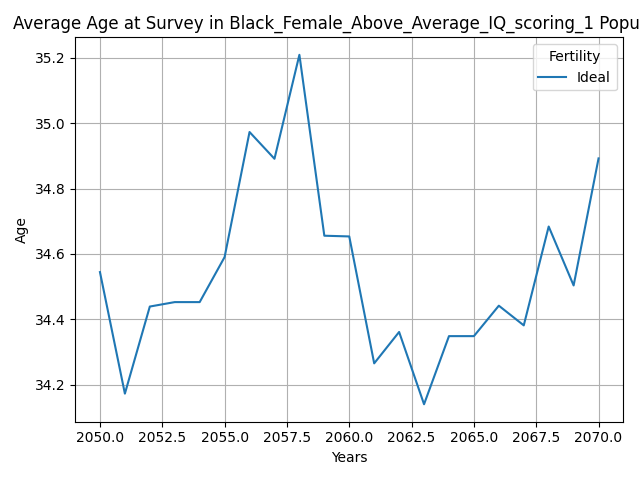 Average Age at Survey in Black_Female_Above_Average_IQ_scoring_1 Popu
Fertility
Ideal
35.2
35.0
34.8
34.6
34.4
34.2
Age
2050.0 2052.5 2055.0 2057.5 2060.0 2062.5 2065.0 2067.5 2070.0
Years